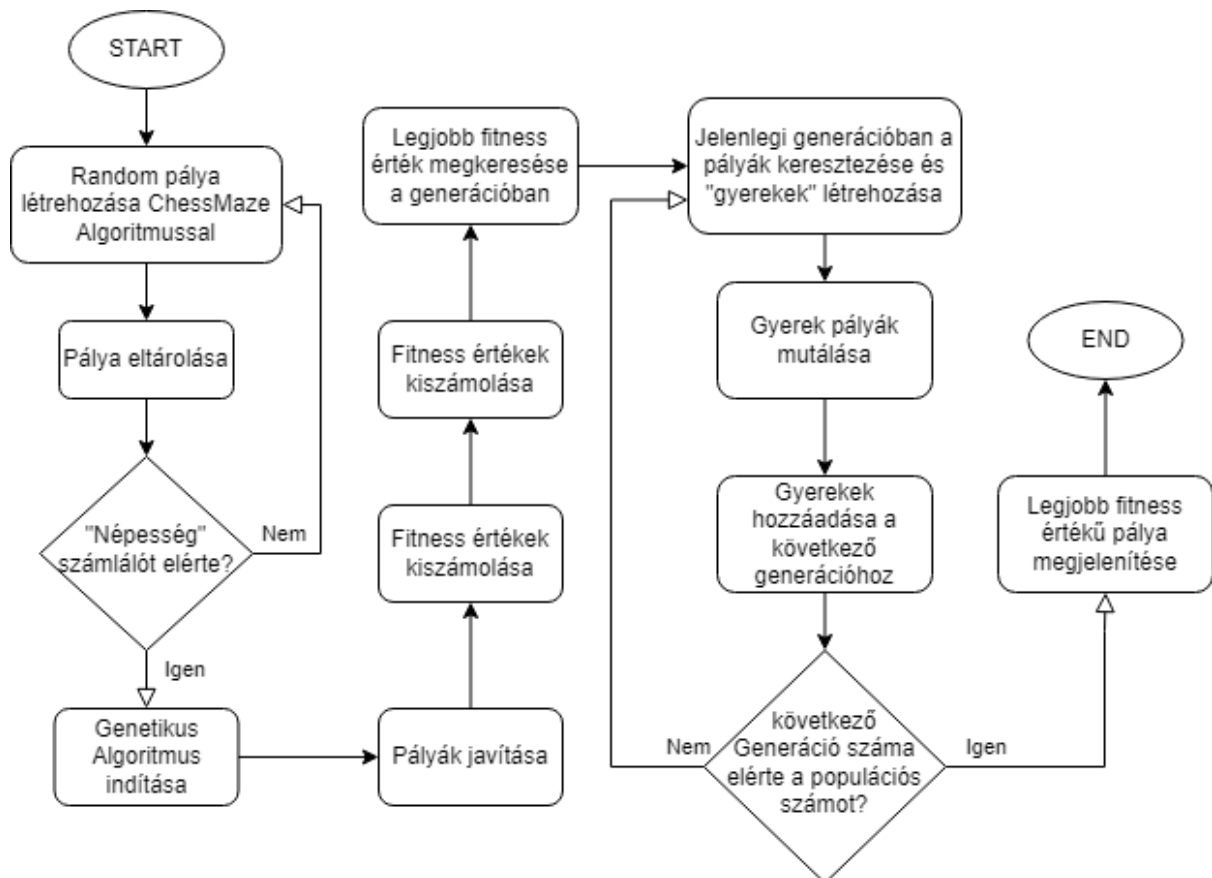 START
Random pálya
létrehozása ChessMaze
Algoritmussal
Pálya eltárolása
"Népesség"
számlálót elérte?
Nem
Igen
Genetikus
Algoritmus
indítása
Pályák javítása
Fitness értékek
kiszámolása
Fitness értékek
kiszámolása
Legjobb fitness
érték megkeresése
a generációban
Jelenlegi generációban a
pályák keresztezése és
"gyerekek" létrehozása
Gyerek pályák
mutálása
Gyerekek
hozzáadása a
következő
generációhoz
következő
Generáció száma
elérte a populációs
számot?
Nem
Igen
Legjobb fitness
értékű pálya
megjelenítése
END